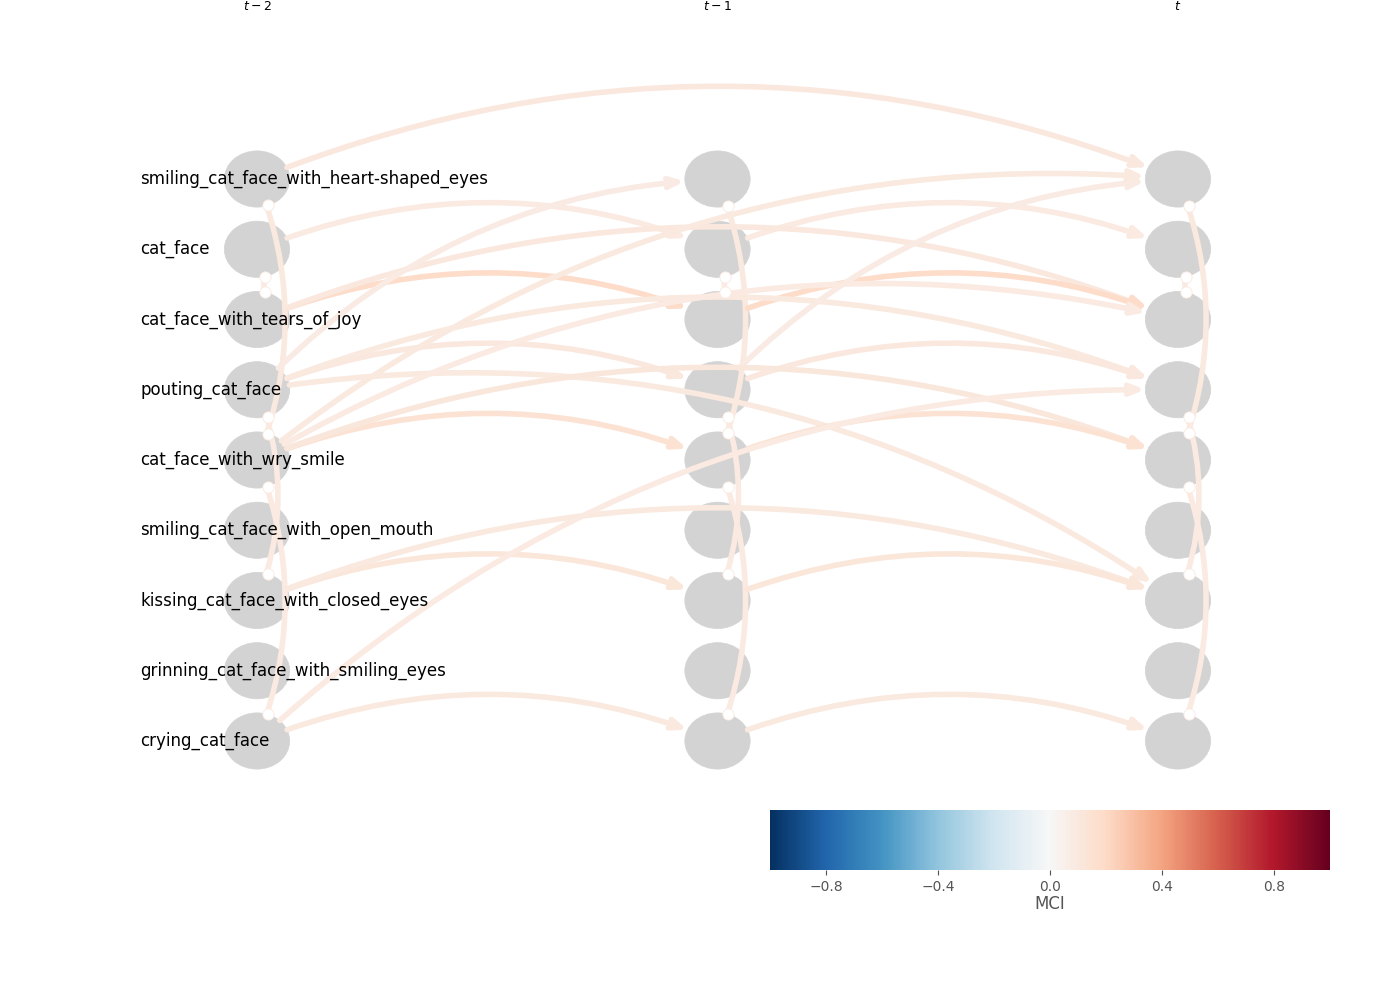 t − 2 t − 1 t
smiling_cat_face_with_heart-shaped_eyes
cat_face
cat_face_with_tears_of_joy
pouting_cat_face
cat_face_with_wry_smile
smiling_cat_face_with_open_mouth
kissing_cat_face_with_closed_eyes
grinning_cat_face_with_smiling_eyes
crying_cat_face
−0.8 −0.4 0.0 0.4 0.8
MCI